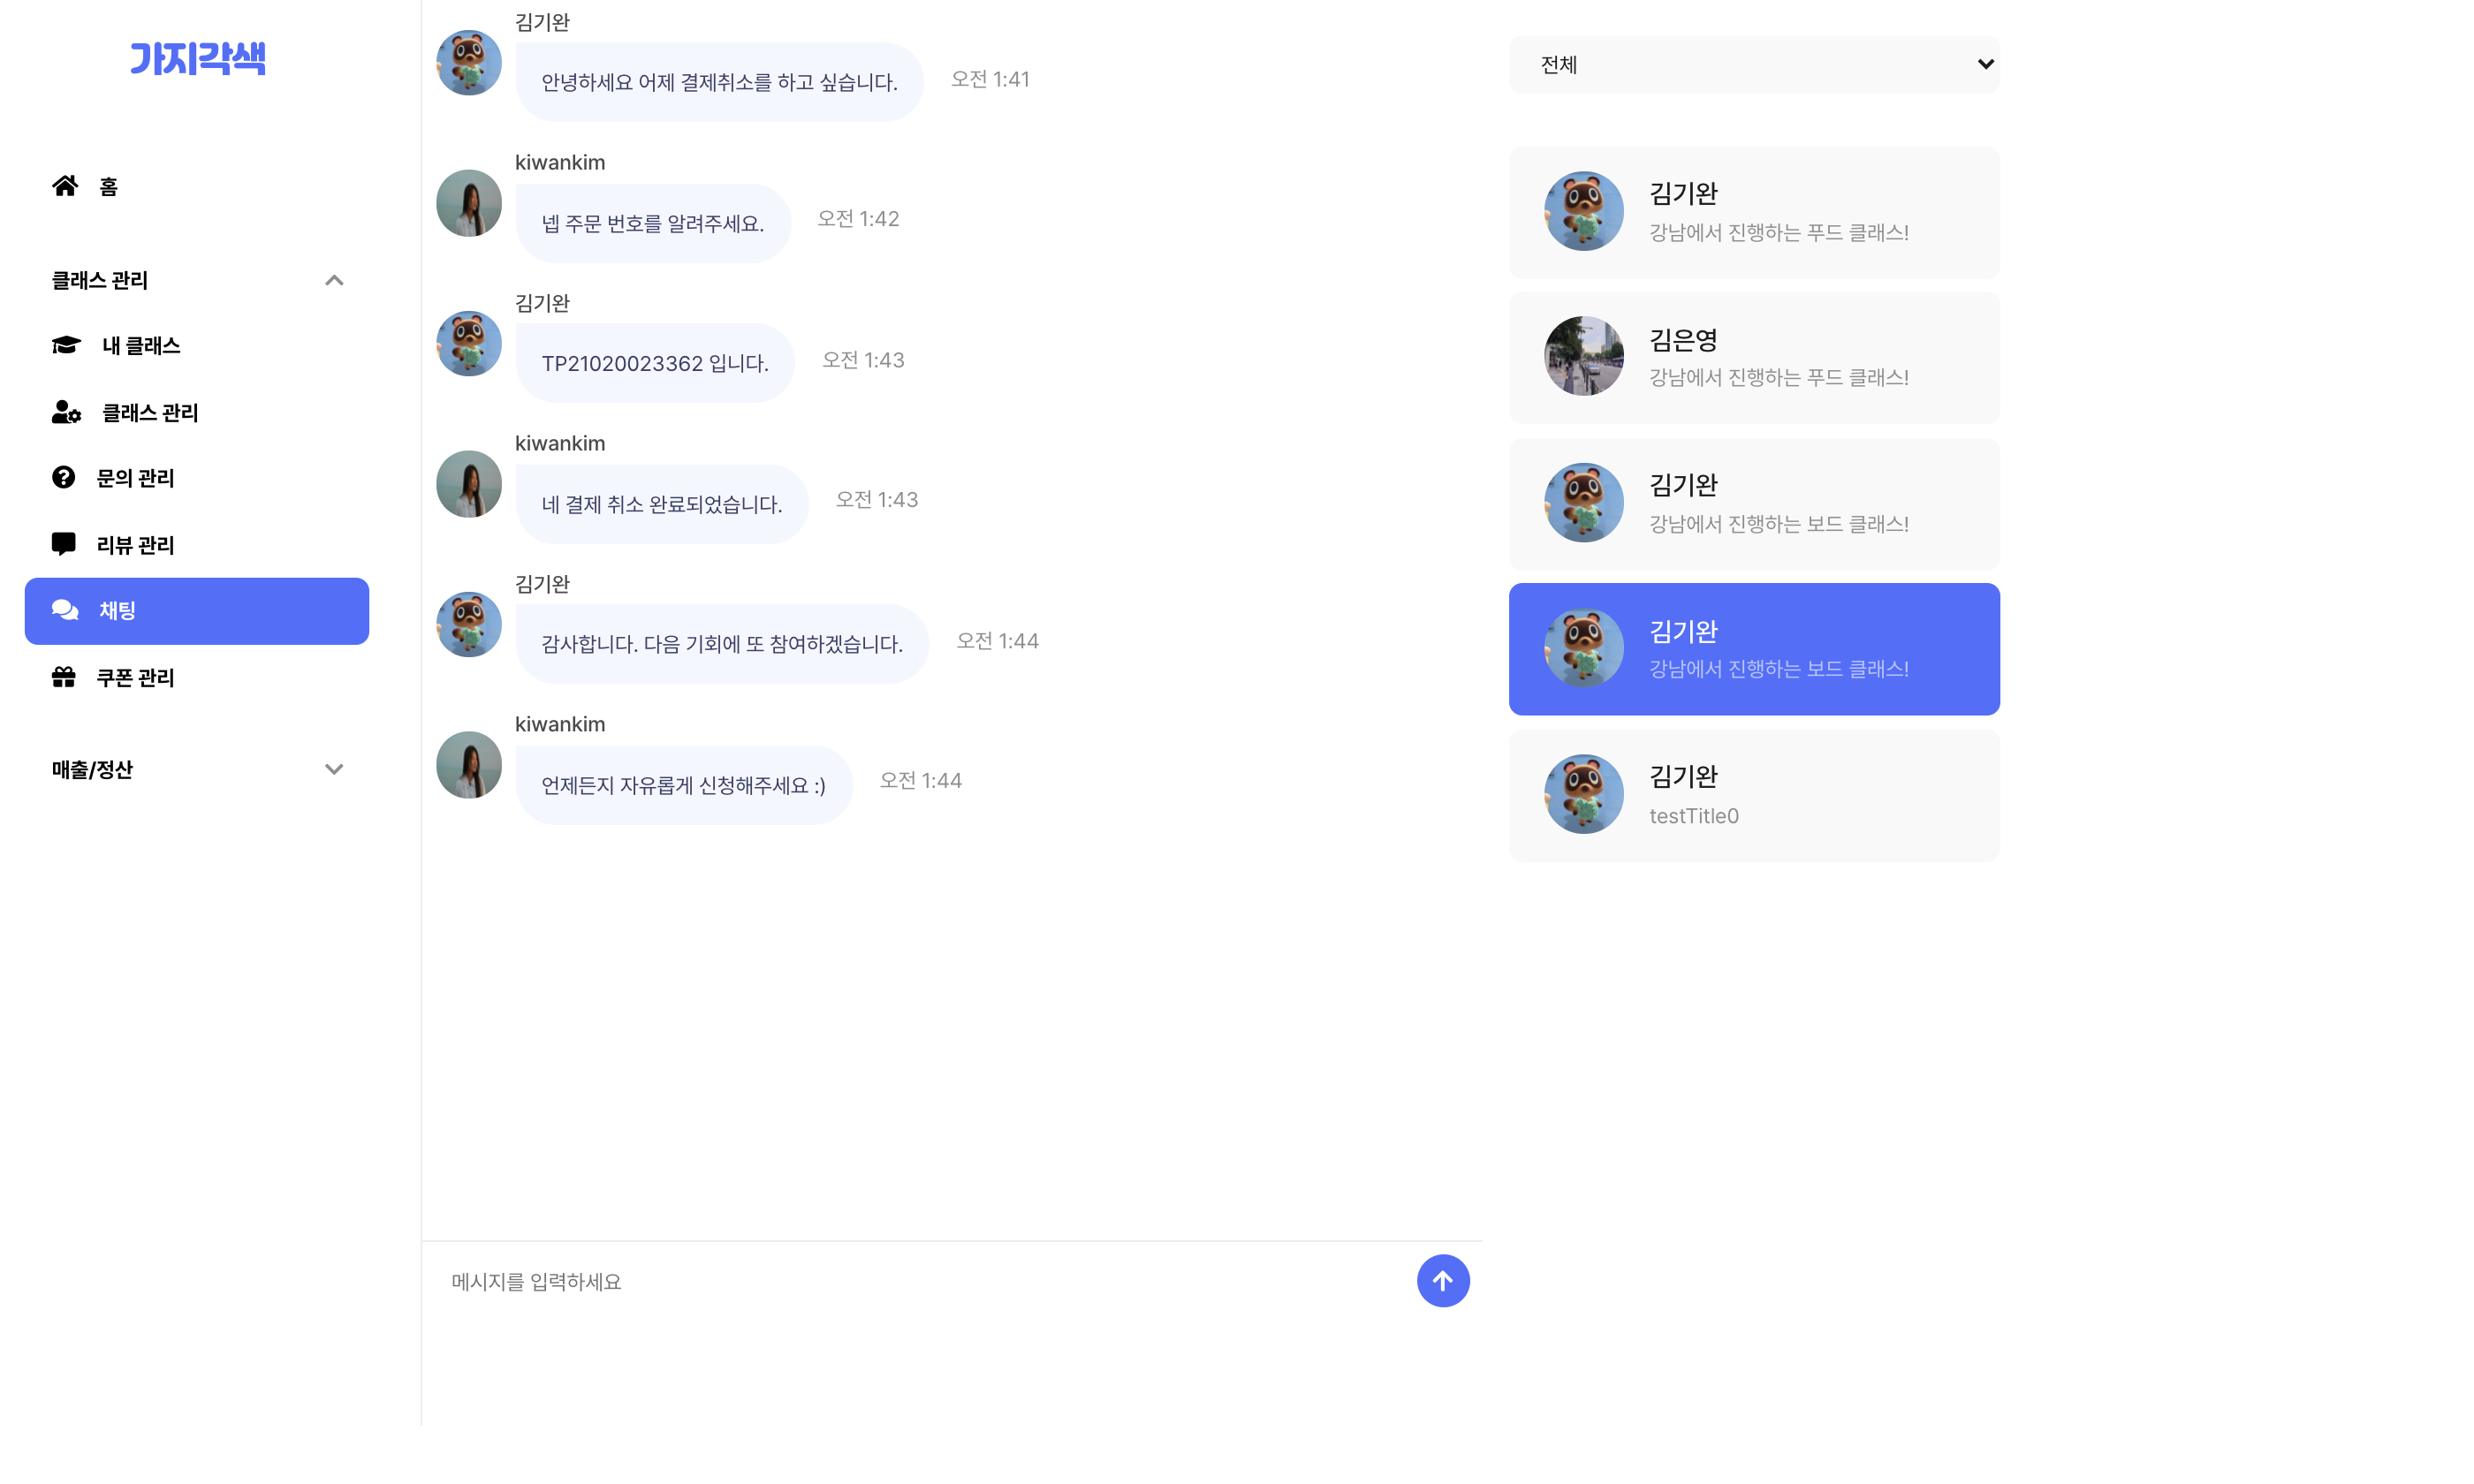 가지각색
홈
클래스 관리
내 클래스
클래스 관리
문의 관리
리뷰 관리
채팅
쿠폰 관리
매출/정산
김기완
안녕하세요 어제 결제취소를 하고 싶습니다.
오전 1:41
kiwankim
넵 주문 번호를 알려주세요.
오전 1:42
김기완
TP21020023362 입니다.
오전 1:43
kiwankim
네 결제 취소 완료되었습니다.
오전 1:43
김기완
감사합니다. 다음 기회에 또 참여하겠습니다.
오전 1:44
kiwankim
언제든지 자유롭게 신청해주세요 :)
오전 1:44
메시지를 입력하세요
전체
김기완
강남에서 진행하는 푸드 클래스!
김은영
강남에서 진행하는 푸드 클래스!
김기완
강남에서 진행하는 보드 클래스!
김기완
강남에서 진행하는 보드 클래스!
김기완
testTitle0